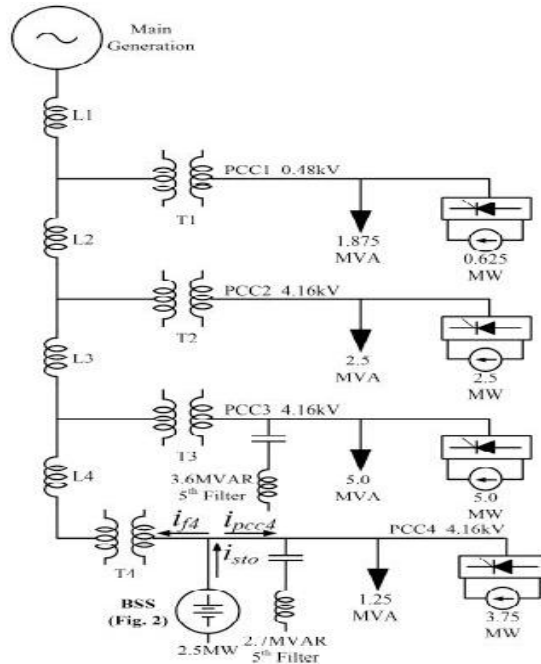 Main
Generation
L1
PCC1 0.48kV
T1
1.875
MVA
0.625
MW
L2
PCC2 4.16kV
T2
2.5
MVA
2.5
MW
L3
PCC3 4.16kV
T3
3.6MVAR
5th Filter
5.0
MVA
5.0
MW
L4
if4
ipcc4
PCC4 4.16kV
T4
isto
BSS
(Fig. 2)
2.5MW
2.7MVAR
5th Filter
1.25
MVA
3.75
MW